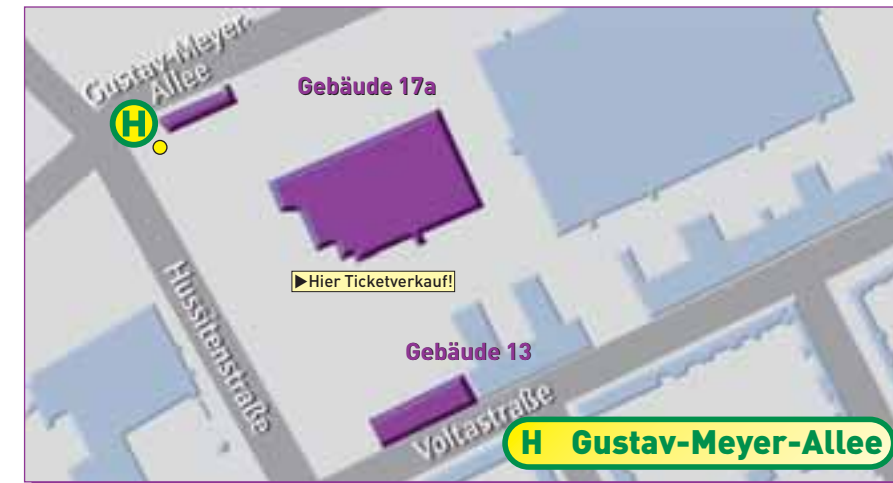 Gustav-Meyer-
Allee
H
Gebäude 17a
▶Hier Ticketverkauf!
Hussitenstraße
Gebäude 13
Voltastraße
H Gustav-Meyer-Allee